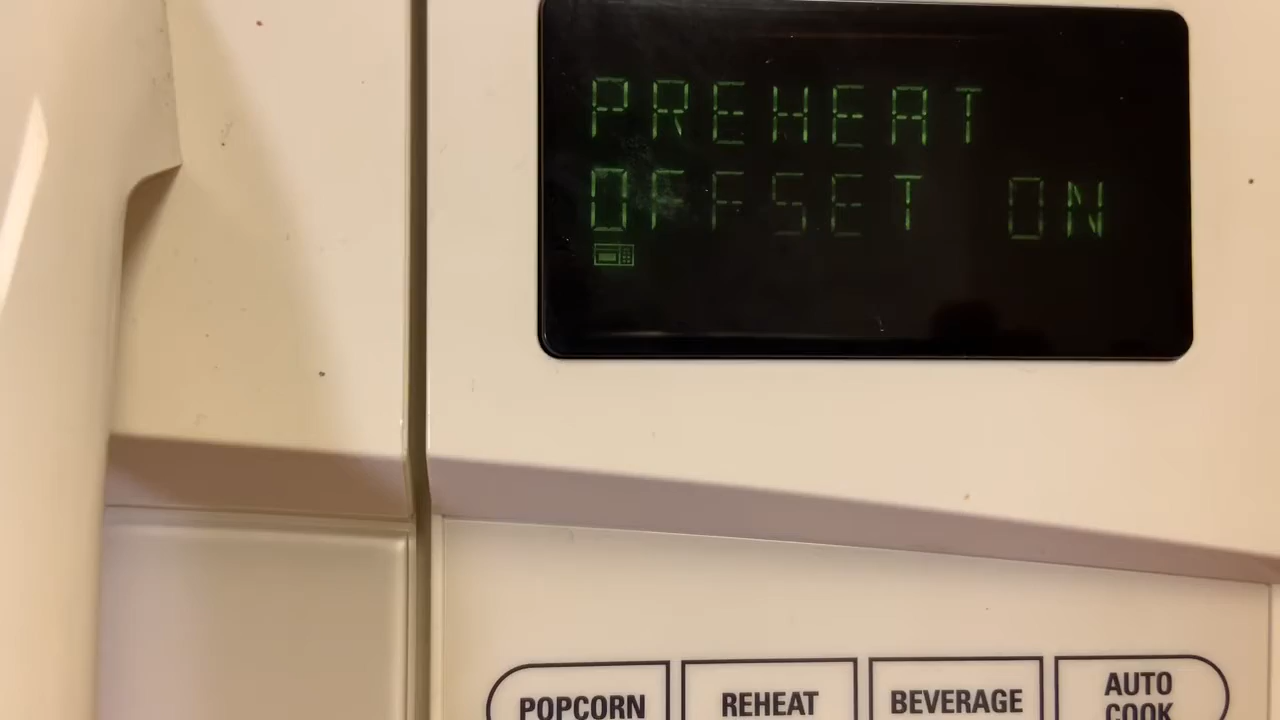 PREHEAT
OFFSET ON
POPCORN
REHEAT
BEVERAGE
AUTO
COOK